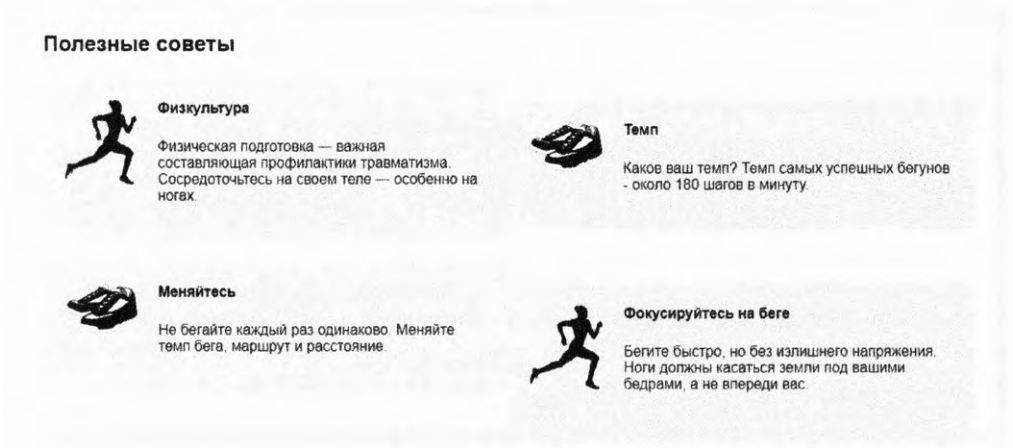 Полезные советы
Физкультура
Физическая подготовка — важная
составляющая профилактики травматизма.
Сосредоточьтесь на своем теле — особенно на
ногах.
Темп
Каков ваш темп? Темп самых успешных бегунов
- около 180 шагов в минуту.
Меняйтесь
Не бегайте каждый раз одинаково. Меняйте
темп бега, маршрут и расстояние.
Фокусируйтесь на беге
Бегите быстро, но без излишнего напряжения.
Ноги должны касаться земли под вашими
бедрами, а не впереди вас.